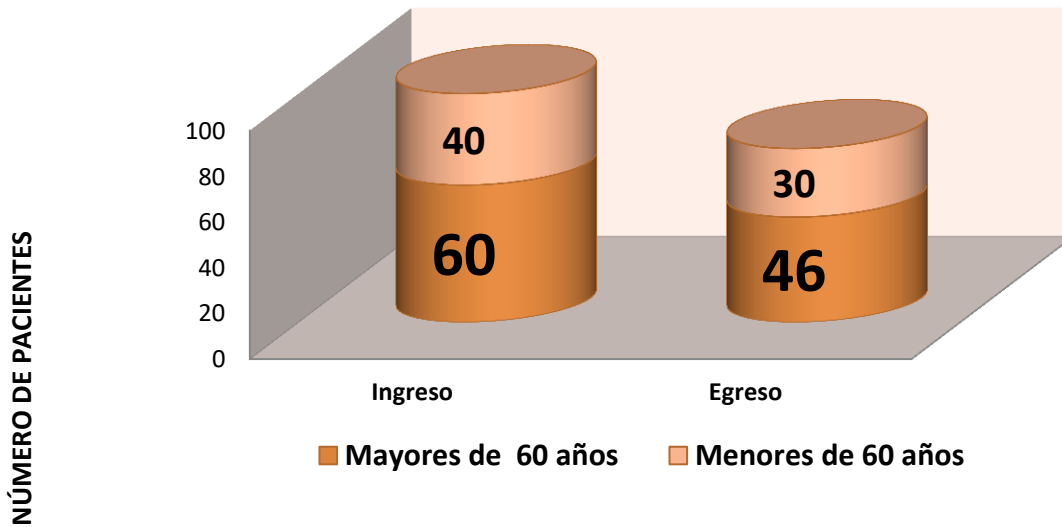 NÚMERO DE PACIENTES
100
80
60
40
20
0
40
60
30
46
Ingreso
Egreso
Mayores de 60 años
Menores de 60 años